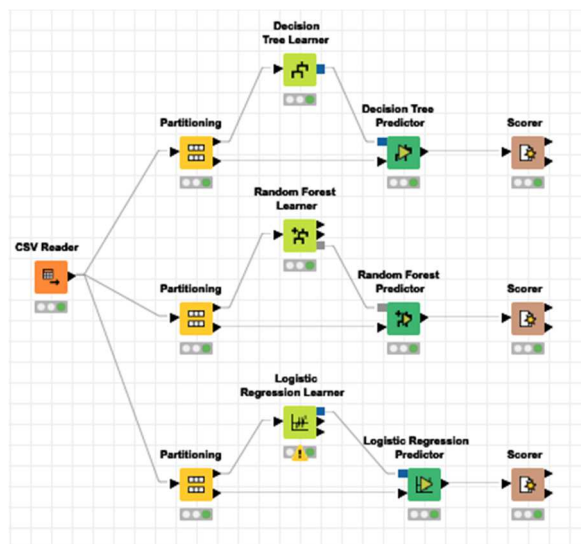 Decision
Tree Learner
Partitioning
Decision Tree
Predictor
Scorer
Random Forest
Learner
CSV Reader
Partitioning
Random Forest
Predictor
Scorer
Logistic
Regression Learner
Partitioning
Logistic Regression
Predictor
Scorer